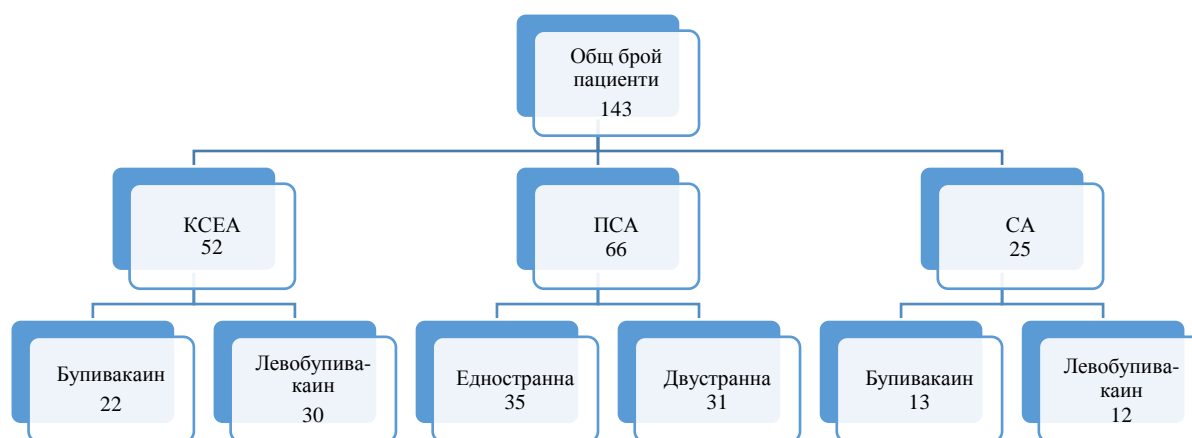 Общ брой
пациенти
143
КСЕА
52
ПСА
66
СА
25
Бупивакаин
22
Левобупива-
каин
30
Едностранна
35
Двустранна
31
Бупивакаин
13
Левобупива-
каин
12